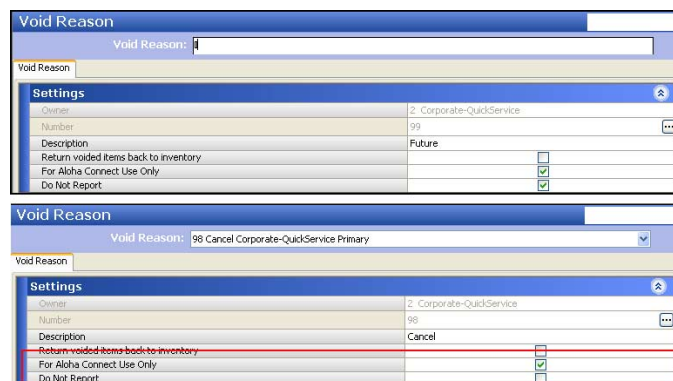 Void Reason
Void Reason:
Void Reason
Settings
Owner 2 Corporate-QuickService
Number 99 ...
Description Future
Return voided items back to inventory
For Aloha Connect Use Only
Do Not Report
Void Reason
Void Reason: 98 Cancel Corporate-QuickService Primary
Void Reason
Settings
Owner 2 Corporate-QuickService
Number 98 ...
Description Cancel
Return voided items back to inventory
For Aloha Connect Use Only
Do Not Report